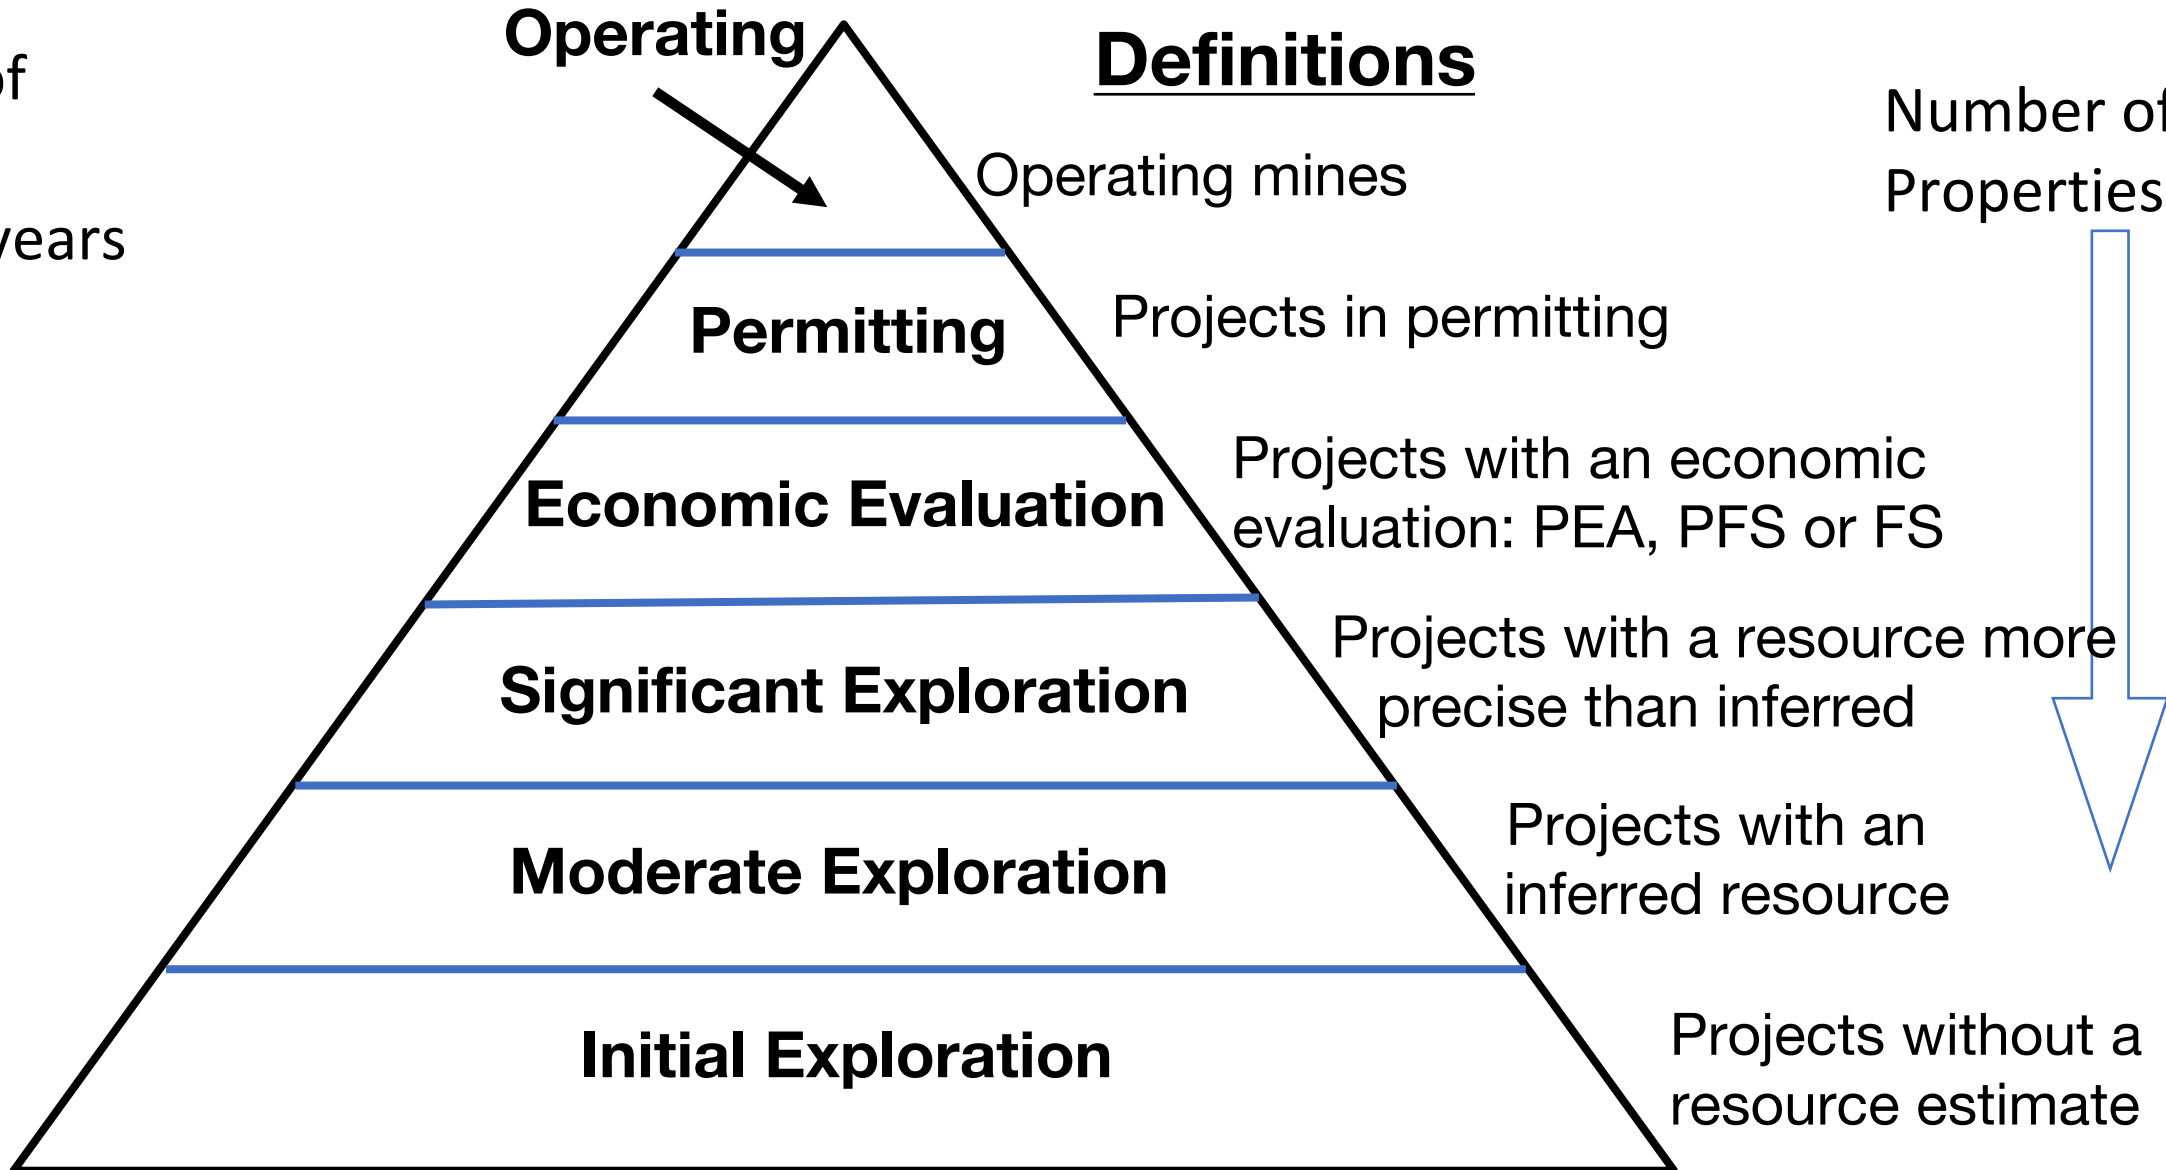 Operating
Definitions
of
years
Number of
Properties
Operating mines
Permitting
Projects in permitting
Economic Evaluation
Projects with an economic
evaluation: PEA, PFS or FS
Significant Exploration
Projects with a resource more
precise than inferred
Moderate Exploration
Projects with an
inferred resource
Initial Exploration
Projects without a
resource estimate